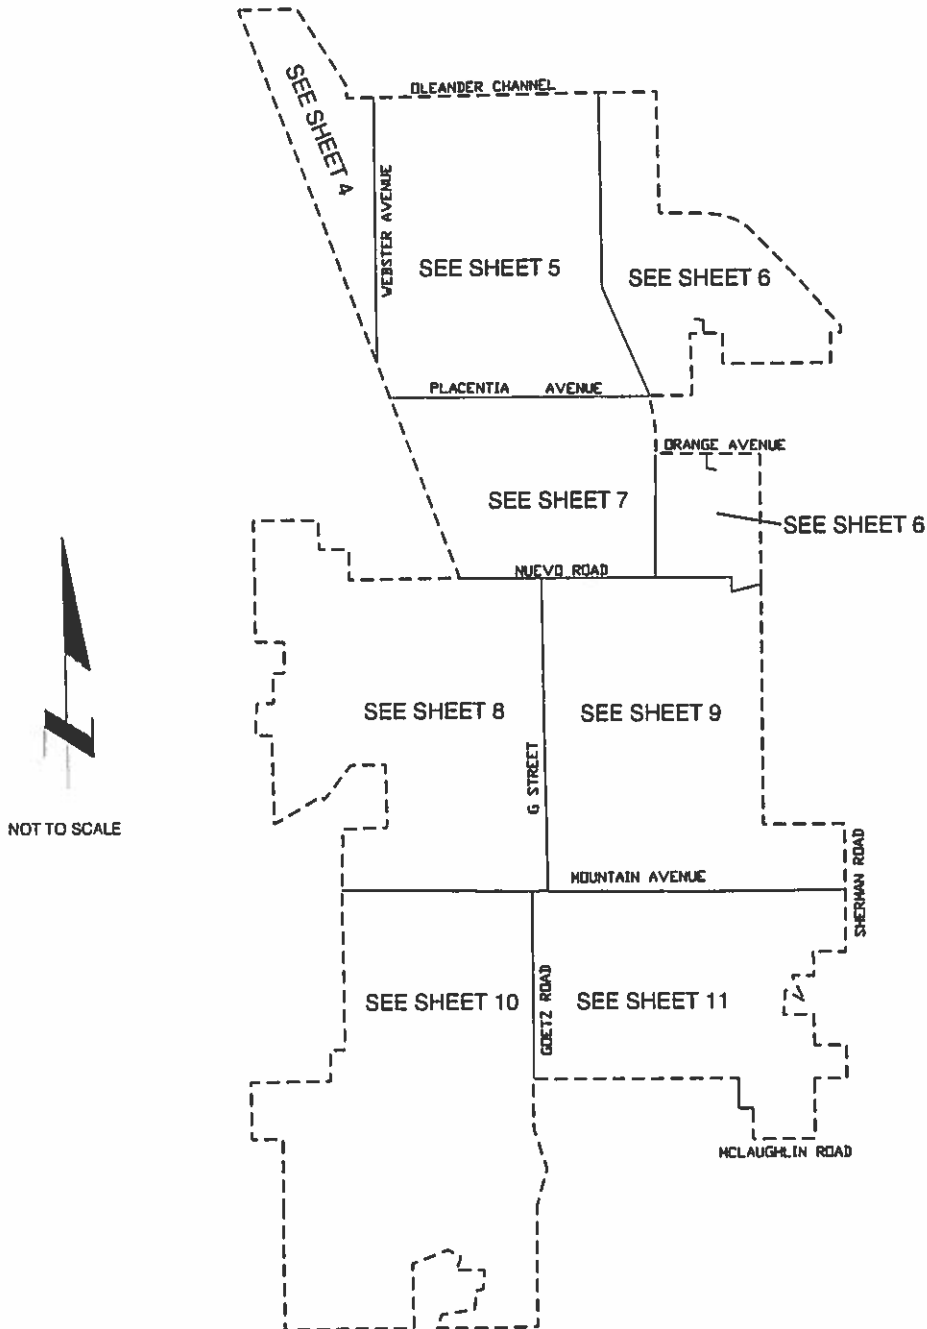 SEE SHEET 4
OLEANDER CHANNEL
WEBSTER AVENUE
SEE SHEET 5
SEE SHEET 6
PLACENTIA AVENUE
ORANGE AVENUE
SEE SHEET 7
SEE SHEET 6
NUEVO ROAD
SEE SHEET 8
SEE SHEET 9
G STREET
NOT TO SCALE
MOUNTAIN AVENUE
SHERMAN ROAD
SEE SHEET 10
GOETZ ROAD
SEE SHEET 11
MCLAUGHLIN ROAD